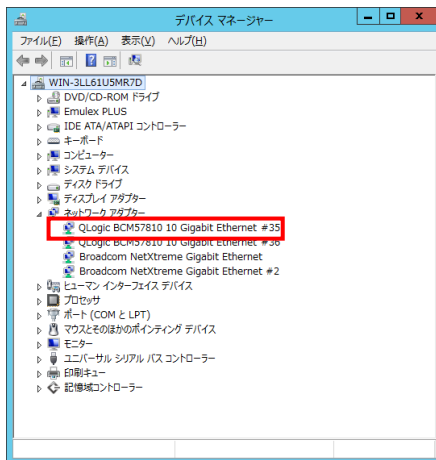 デバイス マネージャー
ファイル(F) 操作(A) 表示(V) ヘルプ(H)
WIN-3LL61U5MR7D
DVD/CD-ROM ドライブ
Emulex PLUS
IDE ATA/ATAPI コントローラー
キーボード
コンピューター
システム デバイス
ディスク ドライブ
ディスプレイ アダプター
ネットワーク アダプター
QLogic BCM57810 10 Gigabit Ethernet #35
QLogic BCM57810 10 Gigabit Ethernet #36
Broadcom NetXtreme Gigabit Ethernet
Broadcom NetXtreme Gigabit Ethernet #2
ヒューマン インターフェイス デバイス
プロセッサ
ポート (COM と LPT)
マウスとそのほかのポインティング デバイス
モニター
ユニバーサル シリアル バス コントローラー
印刷キュー
記憶域コントローラー